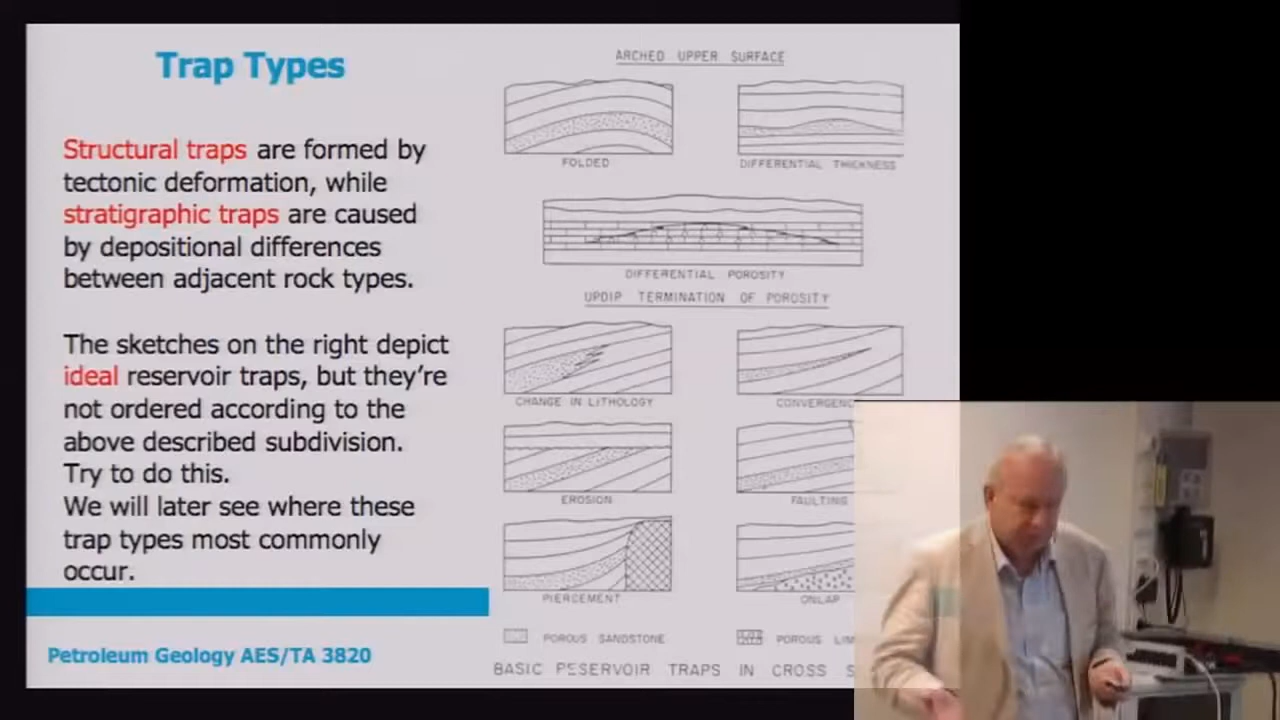 Trap Types
Structural traps are formed by
tectonic deformation, while
stratigraphic traps are caused
by depositional differences
between adjacent rock types.
The sketches on the right depict
ideal reservoir traps, but they're
not ordered according to the
above described subdivision.
Try to do this.
We will later see where these
trap types most commonly
occur.
Petroleum Geology AES/TA 3820
ARCHED UPPER SURFACE
FOLDED
DIFFERENTIAL THICKNESS
DIFFERENTIAL POROSITY
UPDIP TERMINATION OF POROSITY
CHANGE IN LITHOLOGY
CONVERGENC
EROSION
FAULTING
PIERCEMENT
ONLAP
POROUS SANDSTONE
POROUS LIM
BASIC RESERVOIR TRAPS IN CROSS S